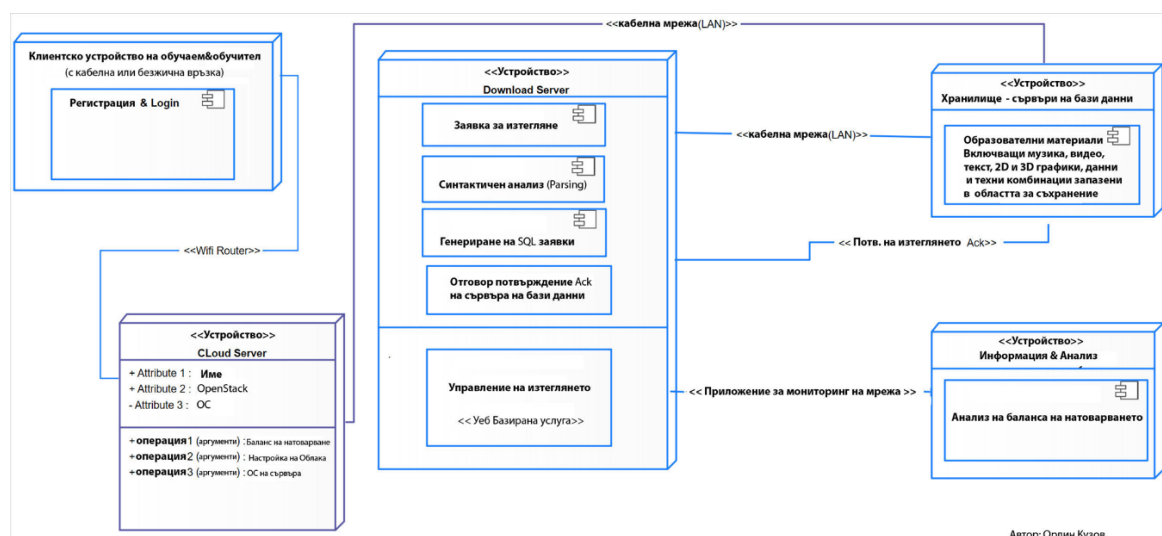 <<кабелна мрежа(LAN)>>
Клиентско устройство на обучаем&обучител
(с кабелна или безжична връзка)
Регистрация & Login
<<Wifi Router>>
<<Устройство>>
CLoud Server
+ Attribute 1 : Име
+ Attribute 2 : OpenStack
- Attribute 3 : ОС
+операция1 (аргументи) : Баланс на натоварване
+операция2 (аргументи) : Настройка на Облака
+операция3 (аргументи) : ОС на сървъра
<<Устройство>>
Download Server
Заявка за изтегляне
Синтактичен анализ (Parsing)
Генериране на SQL заявки
Отговор потвърждение Ack
на сървъра на бази данни
Управление на изтеглянето
<< Уеб Базирана услуга>>
<<кабелна мрежа(LAN)>>
<< Потв. на изтеглянето Ack>>
<< Приложение за мониторинг на мрежа >>
<<Устройство>>
Хранилище - сървъри на бази данни
Образователни материали
Включващи музика, видео,
текст, 2D и 3D графики, данни
и техни комбинации запазени
в областта за съхранение
<<Устройство>>
Информация & Анализ
Анализ на баланса на натоварването
Автор: Орлин Кузов